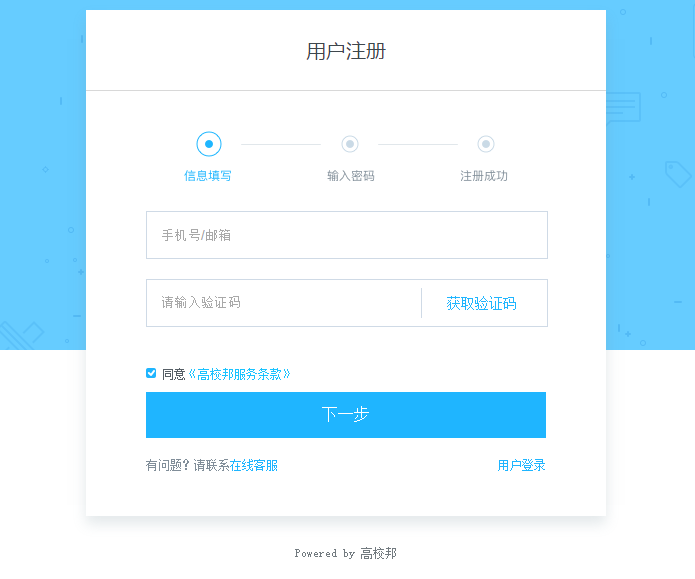 用户注册
信息填写 输入密码 注册成功
手机号/邮箱
请输入验证码 获取验证码
同意《高校邦服务条款》
下一步
有问题？请联系在线客服 用户登录
Powered by 高校邦